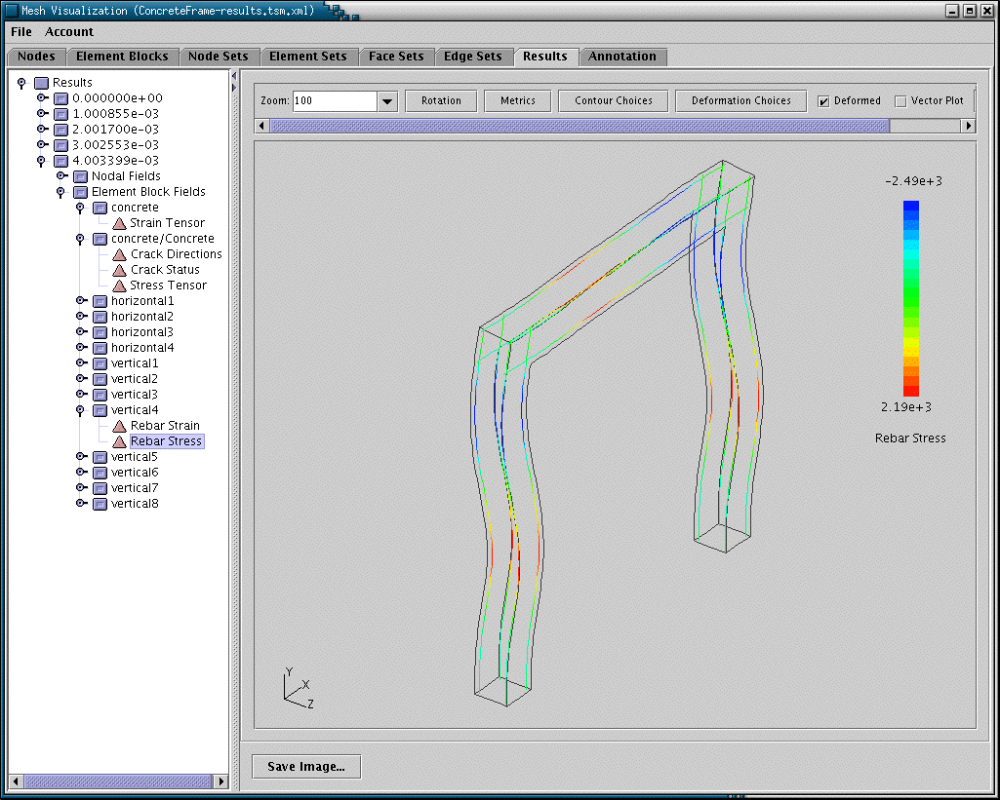 Mesh Visualization (ConcreteFrame-results.tsm.xml)
File Account
Nodes Element Blocks Node Sets Element Sets Face Sets Edge Sets Results Annotation
Results
0.000000e+00
1.000855e-03
2.001700e-03
3.002553e-03
4.003399e-03
Nodal Fields
Element Block Fields
concrete
Strain Tensor
concrete/Concrete
Crack Directions
Crack Status
Stress Tensor
horizontal1
horizontal2
horizontal3
horizontal4
vertical1
vertical2
vertical3
vertical4
Rebar Strain
Rebar Stress
vertical5
vertical6
vertical7
vertical8
Zoom: 100 Rotation Metrics Contour Choices Deformation Choices Deformed Vector Plot
-2.49e+3
2.19e+3
Rebar Stress
Y
X
Z
Save Image...